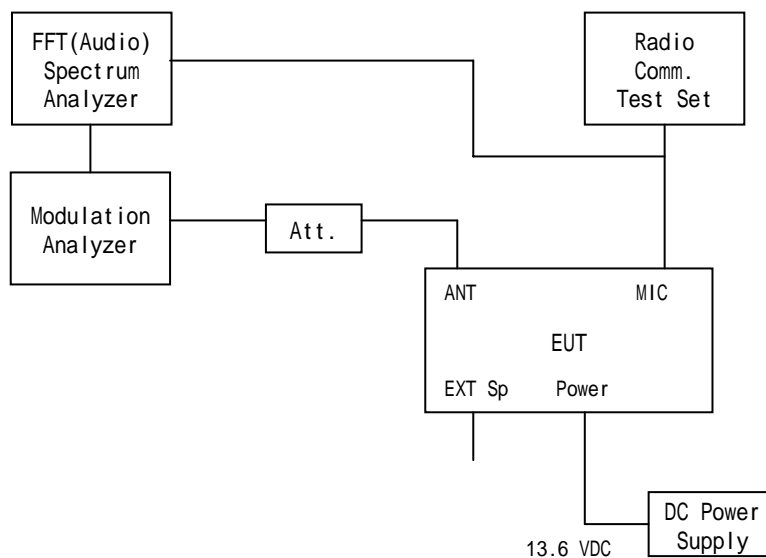 FFT(Audio)
Spectrum
Analyzer
Radio
Comm.
Test Set
Modulation
Analyzer
Att.
ANT
MIC
EUT
EXT Sp
Power
DC Power
Supply
13.6 VDC